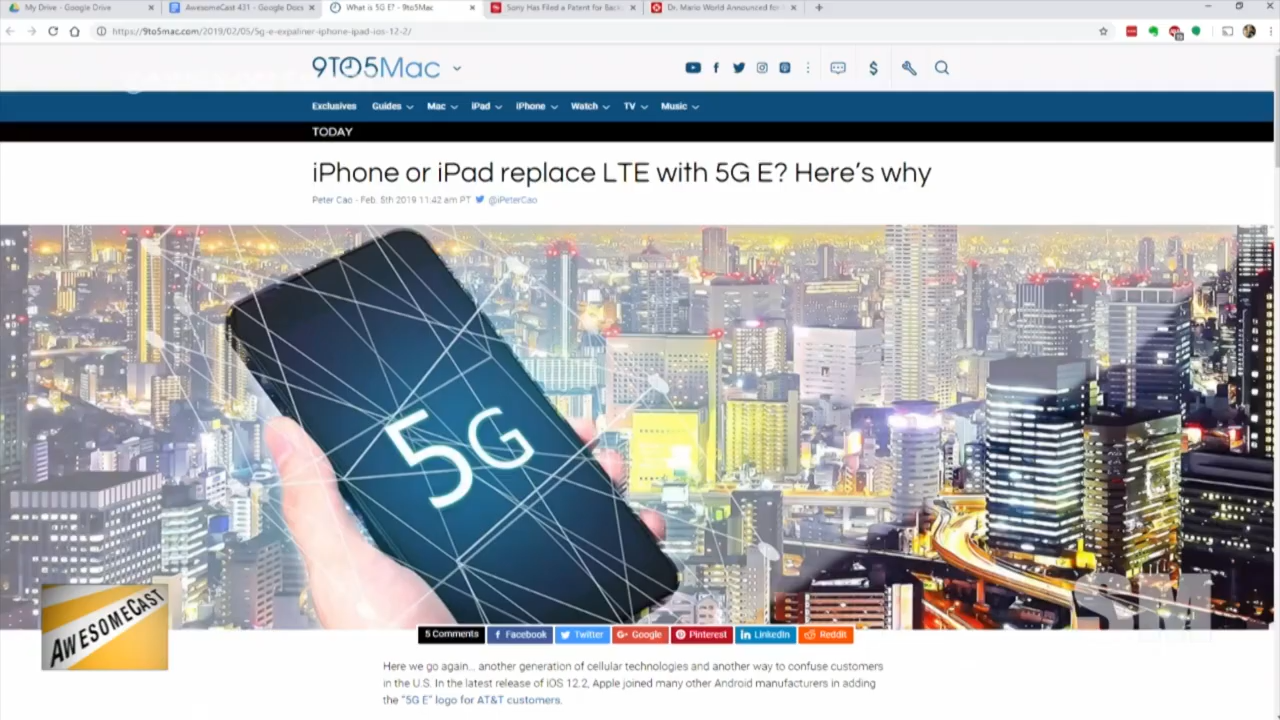 My Drive - Google Drive
AwesomeCast 431 - Google Docs
What is 5G E? - 9to5Mac
Sony Has Filed a Patent for Back
Dr. Mario World Announced for
https://9to5mac.com/2019/02/05/5g-e-expaliner-iphone-ipad-ios-12-2/
9TO5Mac
Exclusives Guides Mac iPad iPhone Watch TV Music
TODAY
iPhone or iPad replace LTE with 5G E? Here's why
Peter Cao - Feb. 5th 2019 11:42 am PT @iPeterCao
5G
AWESOMECAST
SM
5 Comments Facebook Twitter Google Pinterest LinkedIn Reddit
Here we go again... another generation of cellular technologies and another way to confuse customers
in the U.S. In the latest release of iOS 12.2, Apple joined many other Android manufacturers in adding
the "5G E" logo for AT&T customers.